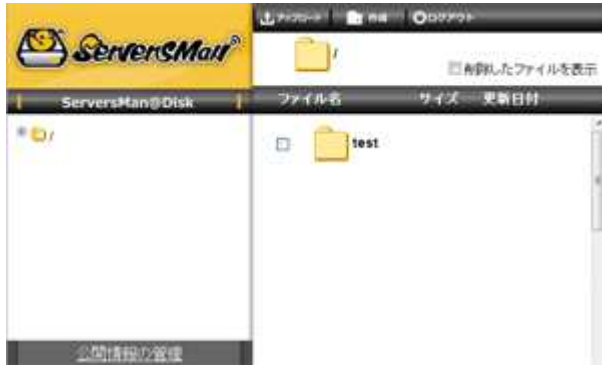 ServersMan®
アップロード 作成 ログアウト
/
削除したファイルを表示
ServersMan@Disk
ファイル名 サイズ 更新日付
/
test
公開情報の管理